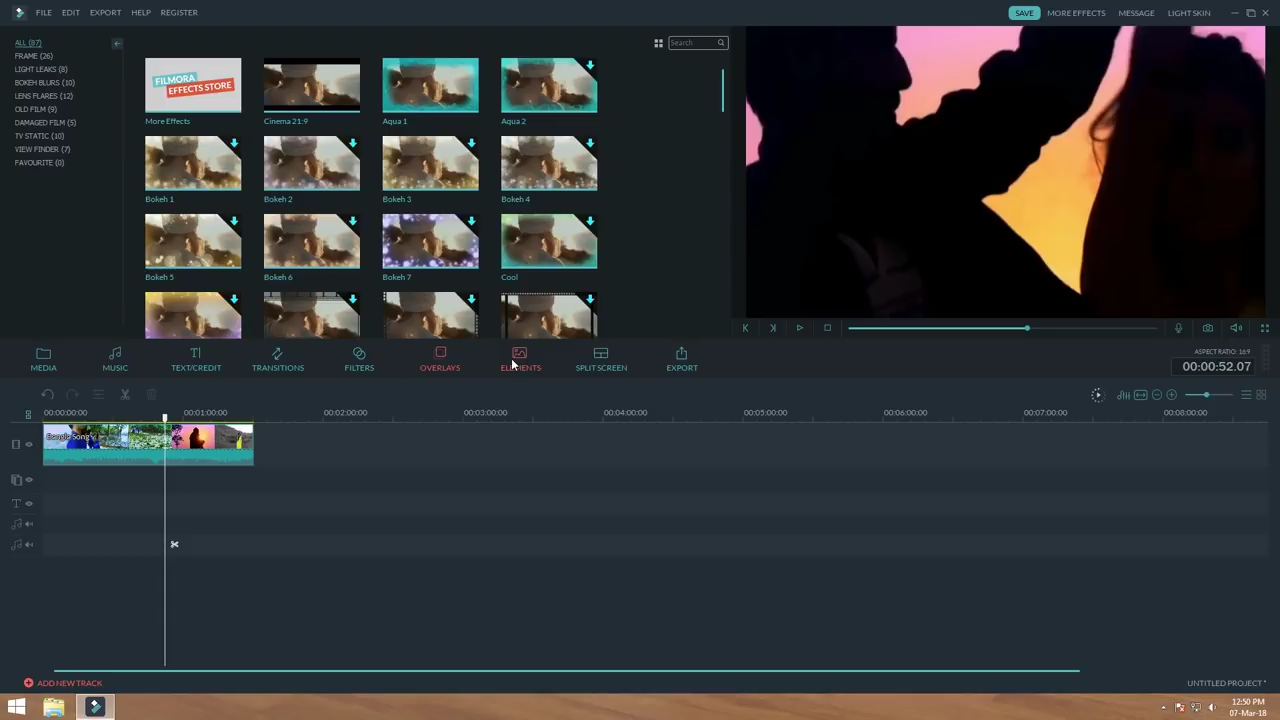 FILE EDIT EXPORT HELP REGISTER SAVE MORE EFFECTS MESSAGE LIGHT SKIN
ALL (87)
FRAME (26)
LIGHT LEAKS (8)
BOKEH BLURS (10)
LENS FLARES (12)
OLD FILM (9)
DAMAGED FILM (5)
TV STATIC (10)
VIEW FINDER (7)
FAVOURITE (0)
Search
FILMORA
EFFECTS STORE
More Effects Cinema 21:9 Aqua 1 Aqua 2
Bokeh 1 Bokeh 2 Bokeh 3 Bokeh 4
Bokeh 5 Bokeh 6 Bokeh 7 Cool
MEDIA MUSIC TEXT/CREDIT TRANSITIONS FILTERS OVERLAYS ELEMENTS SPLIT SCREEN EXPORT
ASPECT RATIO: 16:9
00:00:52.07
00:00:00:00 00:01:00:00 00:02:00:00 00:03:00:00 00:04:00:00 00:05:00:00 00:06:00:00 00:07:00:00 00:08:00:00
ADD NEW TRACK
UNTITLED PROJECT *
12:50 PM
07-Mar-18